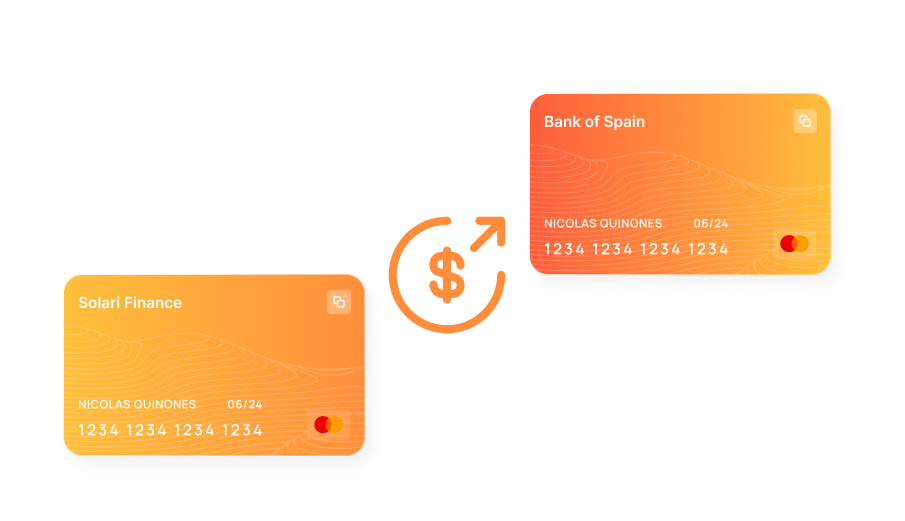 Bank of Spain
NICOLAS QUINONES 06/24
1234 1234 1234 1234
$
Solari Finance
NICOLAS QUINONES 06/24
1234 1234 1234 1234